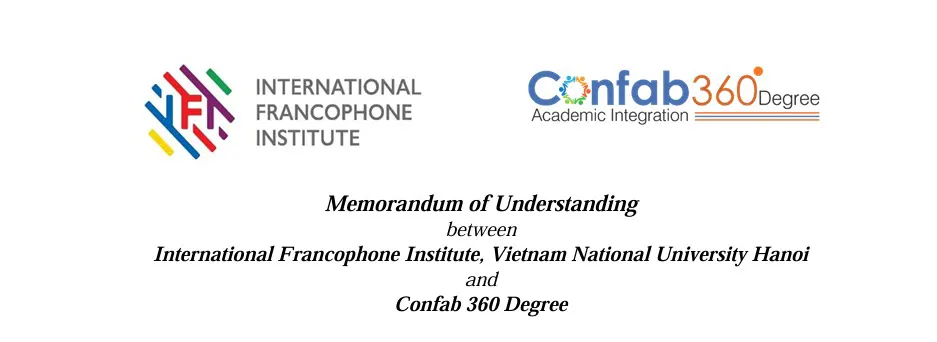 INTERNATIONAL
FRANCOPHONE
INSTITUTE
Confab360Degree
Academic Integration
Memorandum of Understanding
between
International Francophone Institute, Vietnam National University Hanoi
and
Confab 360 Degree